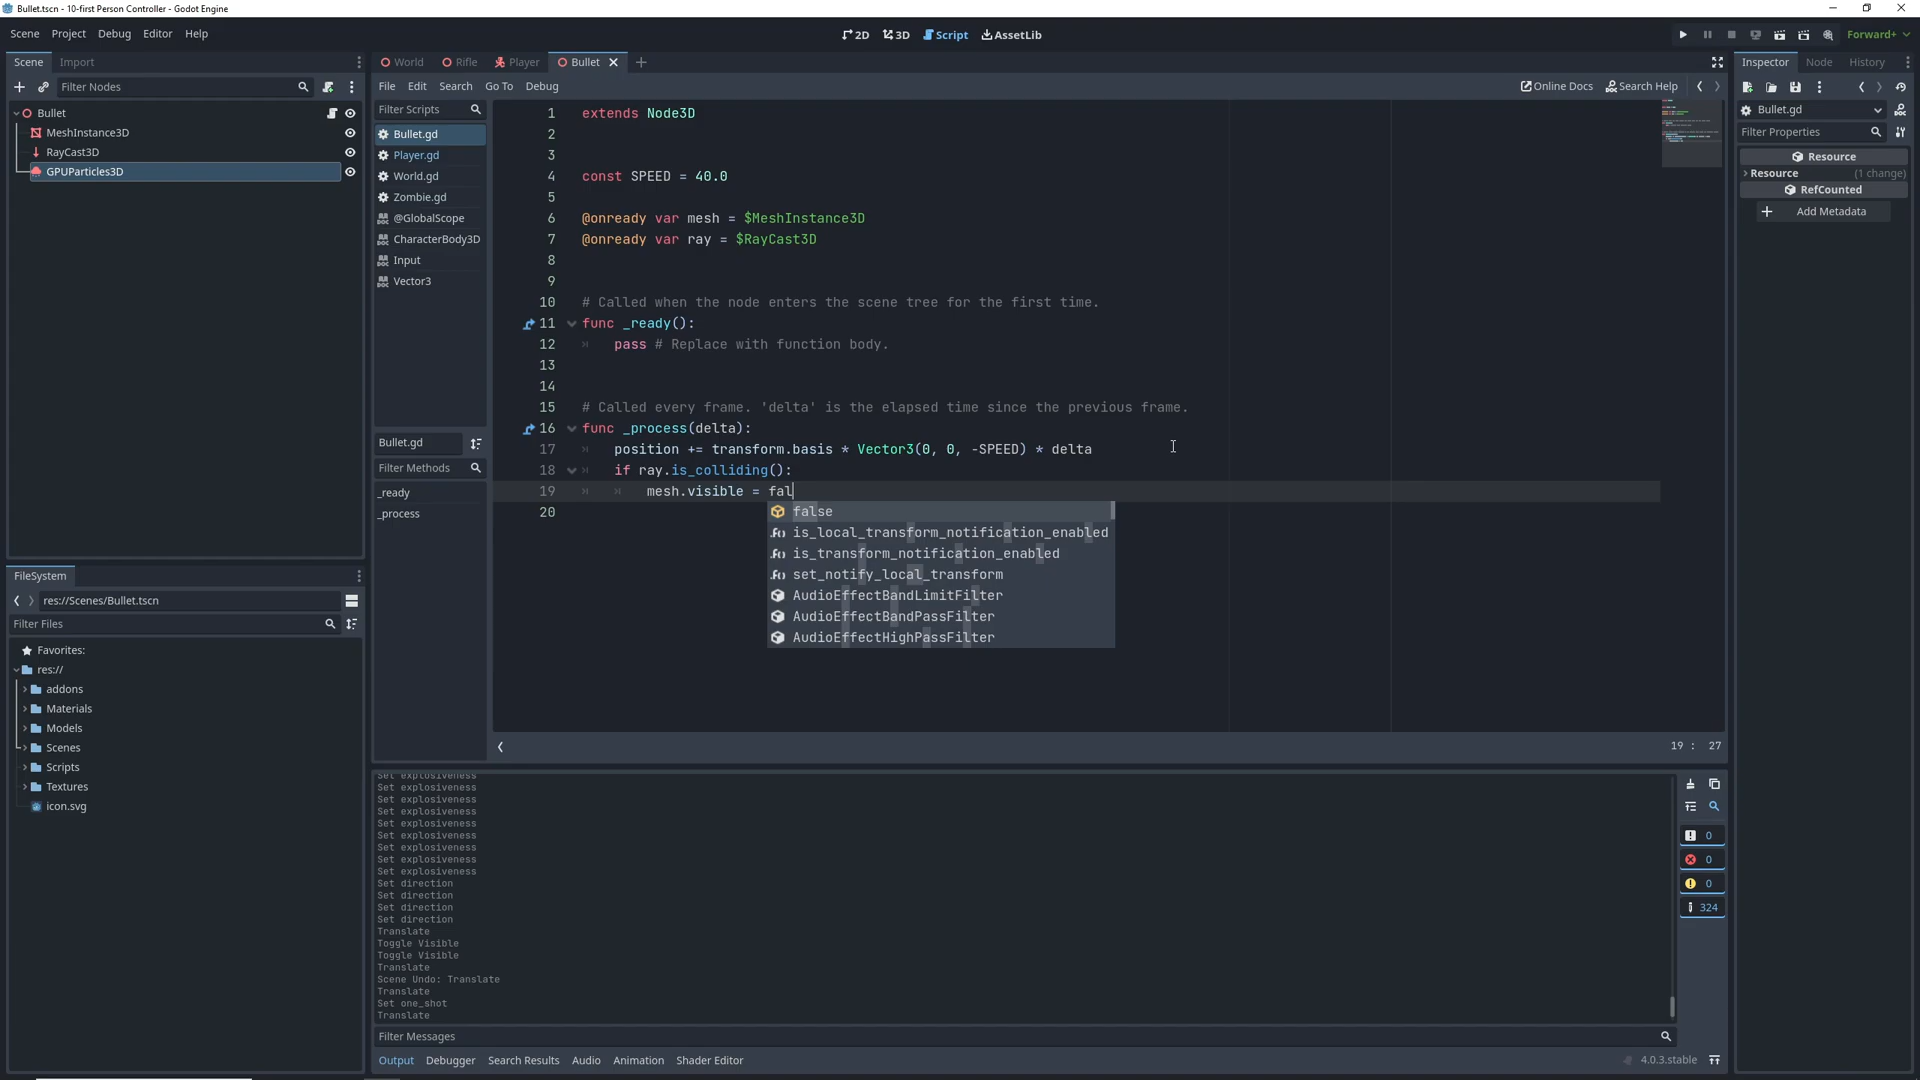 Bullet.tscn - 10-first Person Controller - Godot Engine
Scene Project Debug Editor Help
2D 3D Script AssetLib
Forward+
Scene Import
Filter Nodes
Bullet
MeshInstance3D
RayCast3D
GPUParticles3D
World Rifle Player Bullet
File Edit Search Go To Debug
Online Docs Search Help
Filter Scripts
Bullet.gd
Player.gd
World.gd
Zombie.gd
@GlobalScope
CharacterBody3D
Input
Vector3
Bullet.gd
Filter Methods
_ready
_process
1 extends Node3D
2
3
4 const SPEED = 40.0
5
6 @onready var mesh = $MeshInstance3D
7 @onready var ray = $RayCast3D
8
9
10 # Called when the node enters the scene tree for the first time.
11 func _ready():
12 pass # Replace with function body.
13
14
15 # Called every frame. 'delta' is the elapsed time since the previous frame.
16 func _process(delta):
17 position += transform.basis * Vector3(0, 0, -SPEED) * delta
18 if ray.is_colliding():
19 mesh.visible = fal
20
false
is_local_transform_notification_enabled
is_transform_notification_enabled
set_notify_local_transform
AudioEffectBandLimitFilter
AudioEffectBandPassFilter
AudioEffectHighPassFilter
19 : 27
Inspector Node History
Bullet.gd
Filter Properties
Resource
Resource (1 change)
RefCounted
Add Metadata
FileSystem
res://Scenes/Bullet.tscn
Filter Files
Favorites:
res://
addons
Materials
Models
Scenes
Scripts
Textures
icon.svg
Set explosiveness
Set explosiveness
Set explosiveness
Set explosiveness
Set explosiveness
Set explosiveness
Set explosiveness
Set explosiveness
Set explosiveness
Set direction
Set direction
Set direction
Set direction
Translate
Toggle Visible
Toggle Visible
Translate
Scene Undo: Translate
Translate
Set one_shot
Translate
0
0
0
324
Filter Messages
Output Debugger Search Results Audio Animation Shader Editor
4.0.3.stable